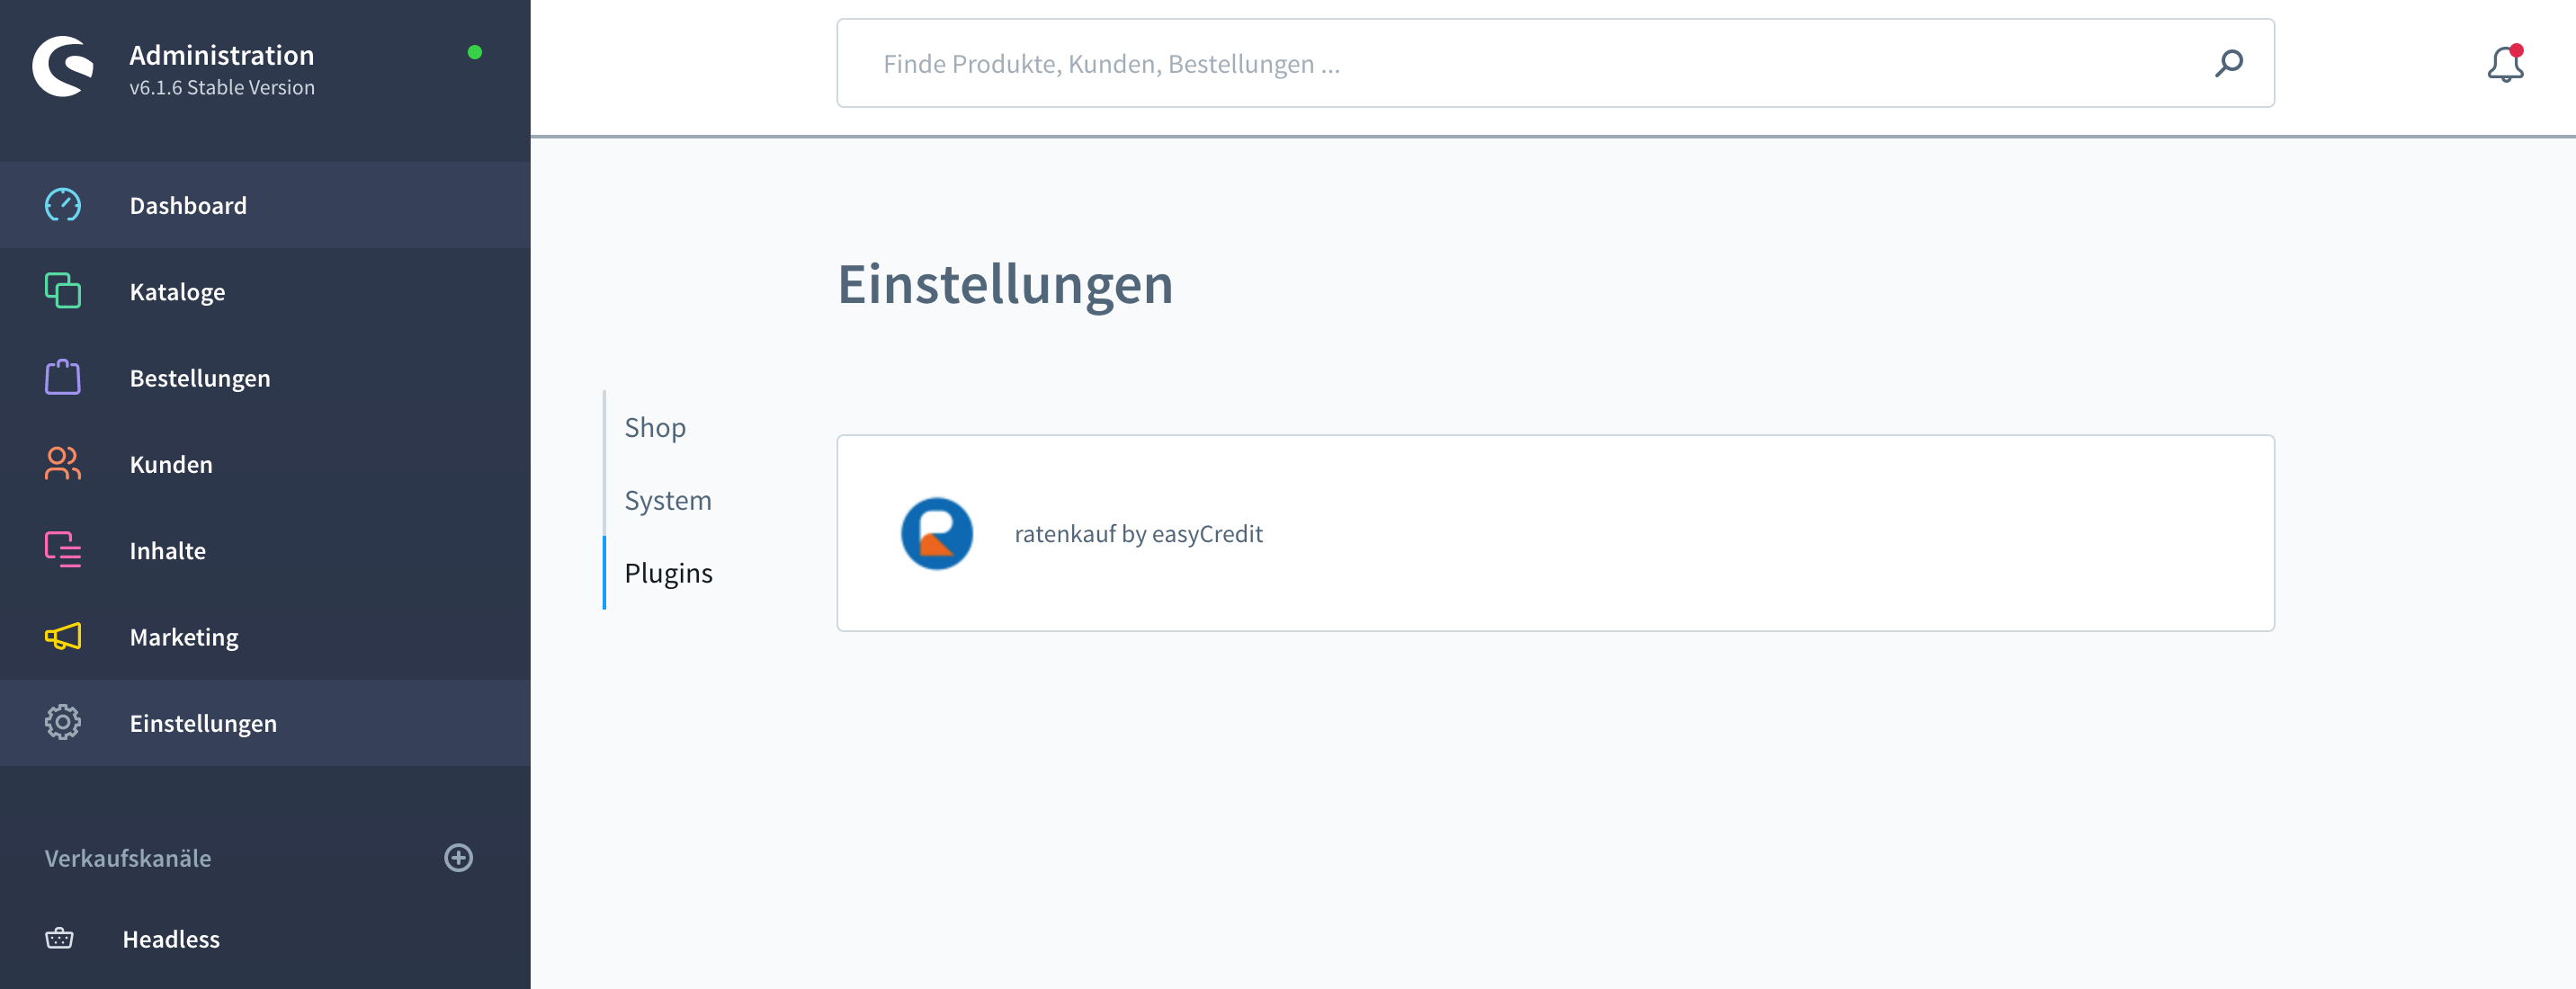 Administration
v6.1.6 Stable Version
Dashboard
Kataloge
Bestellungen
Kunden
Inhalte
Marketing
Einstellungen
Verkaufskanäle
Headless
Finde Produkte, Kunden, Bestellungen ...
Einstellungen
Shop
System
Plugins
ratenkauf by easyCredit